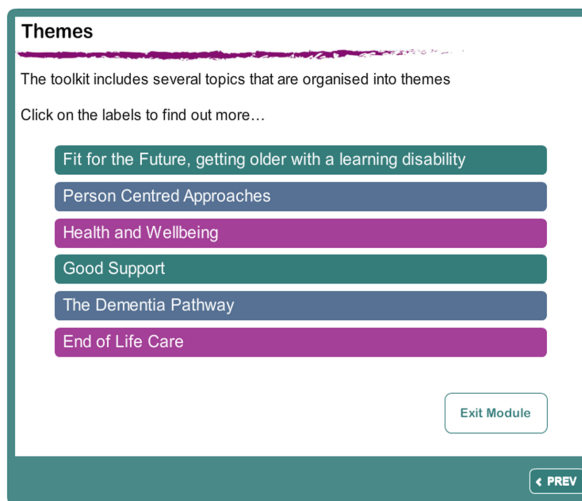 Themes
The toolkit includes several topics that are organised into themes
Click on the labels to find out more...
Fit for the Future, getting older with a learning disability
Person Centred Approaches
Health and Wellbeing
Good Support
The Dementia Pathway
End of Life Care
Exit Module
‹ PREV